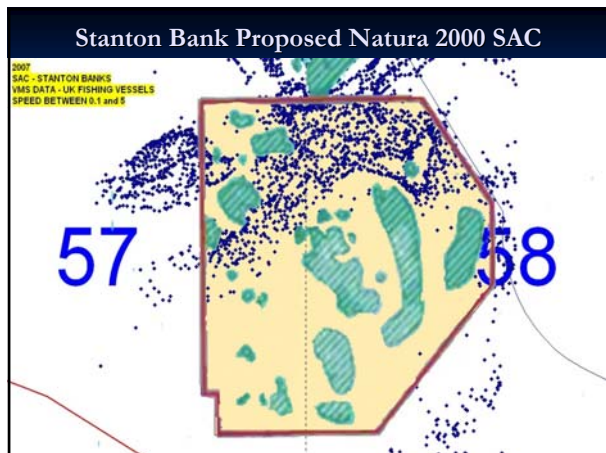 Stanton Bank Proposed Natura 2000 SAC
2007
SAC - STANTON BANKS
VMS DATA - UK FISHING VESSELS
SPEED BETWEEN 0.1 and 5
57
58